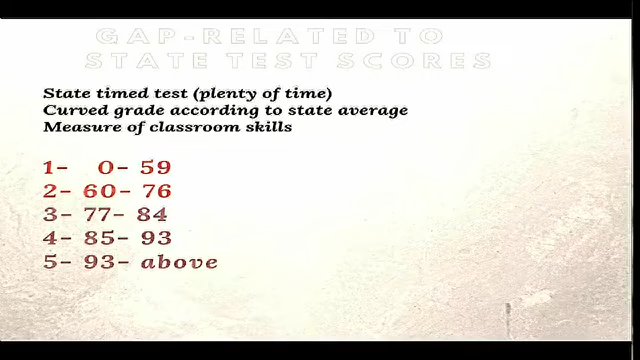 GAP-RELATED TO
STATE TEST SCORES
State timed test (plenty of time)
Curved grade according to state average
Measure of classroom skills
1- 0- 59
2- 60- 76
3- 77- 84
4- 85- 93
5- 93- above